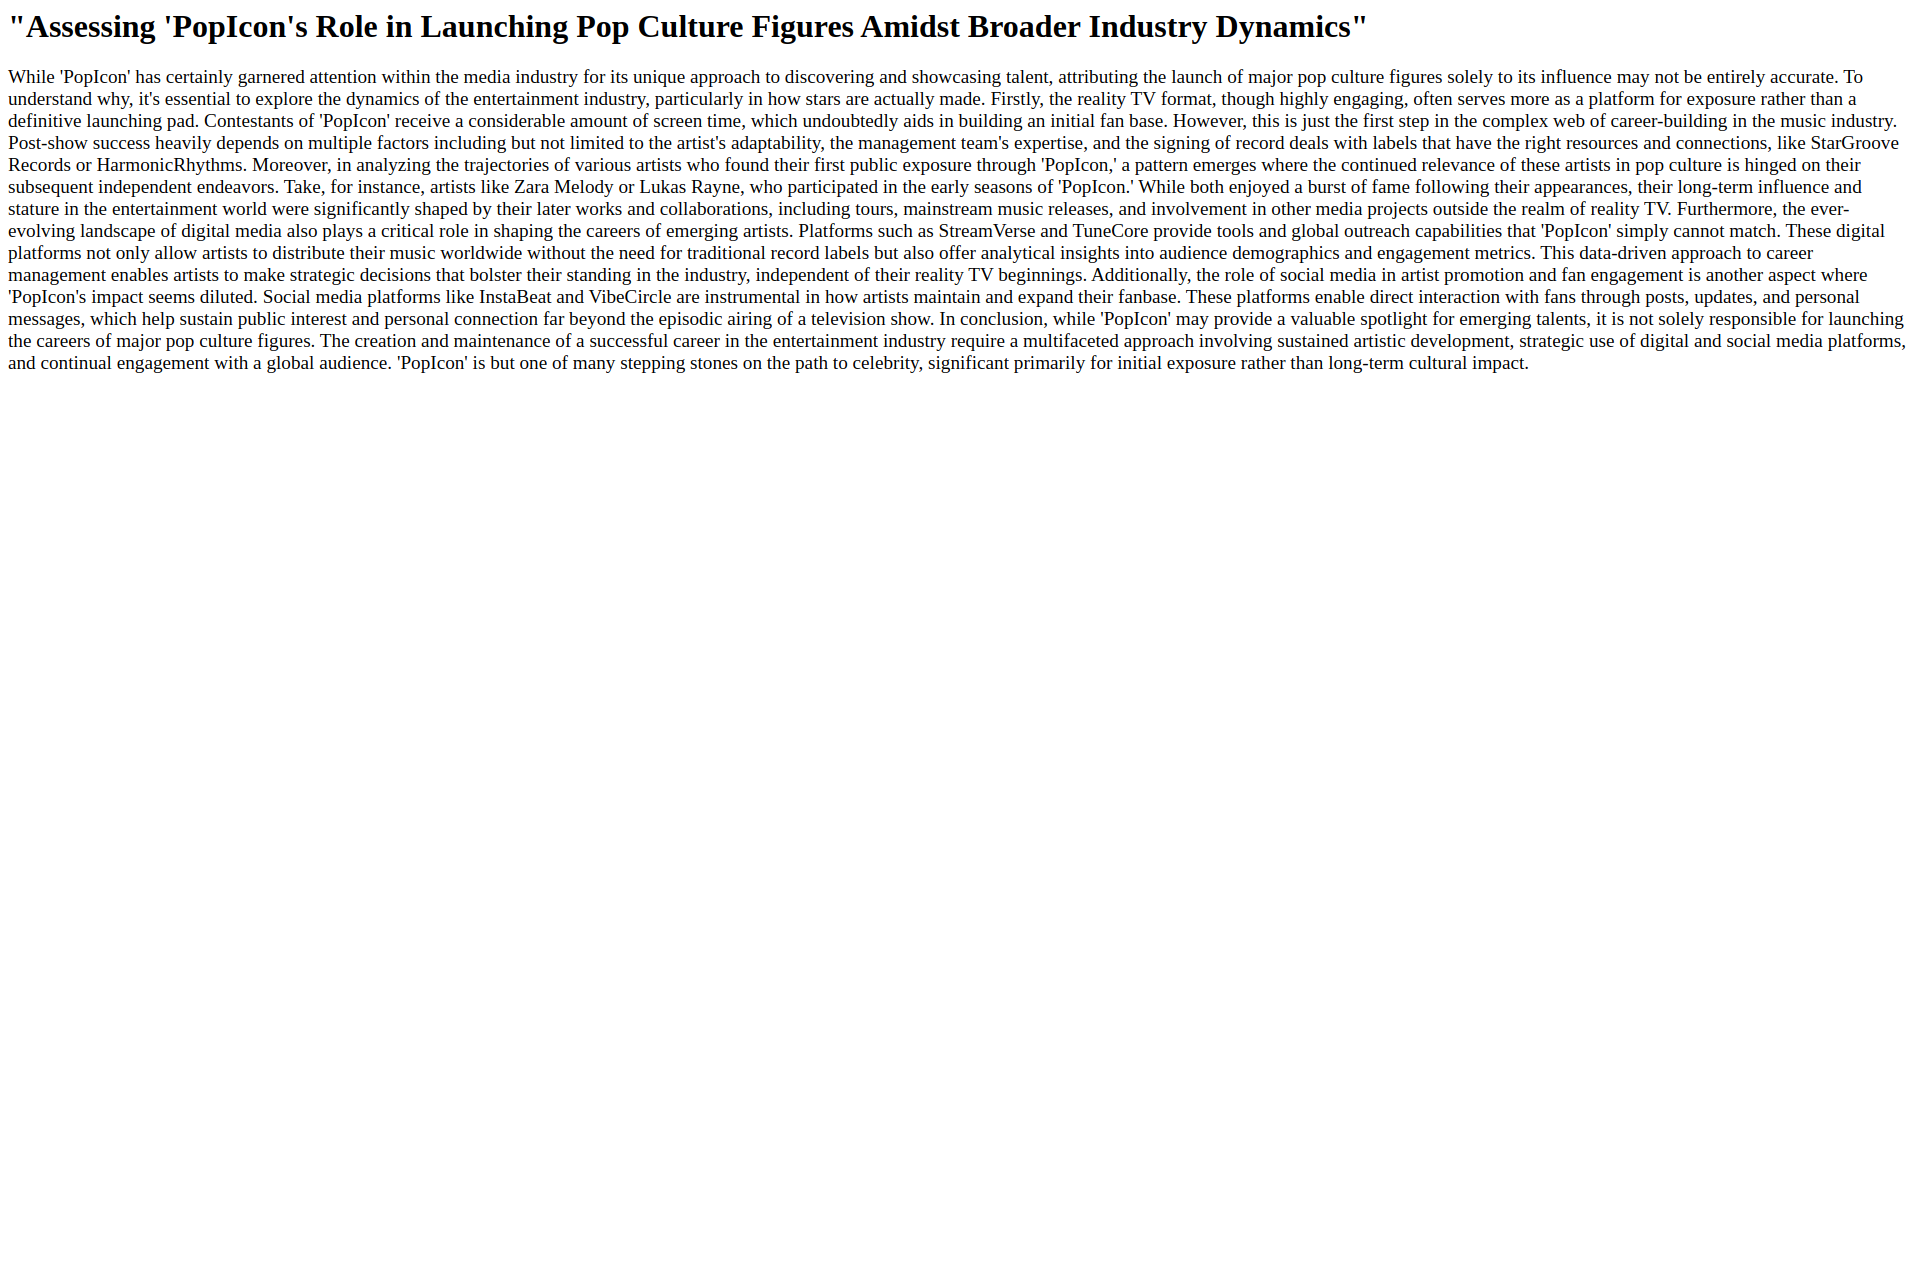 "Assessing 'PopIcon's Role in Launching Pop Culture Figures Amidst Broader Industry Dynamics"
While 'PopIcon' has certainly garnered attention within the media industry for its unique approach to discovering and showcasing talent, attributing the launch of major pop culture figures solely to its influence may not be entirely accurate. To
understand why, it's essential to explore the dynamics of the entertainment industry, particularly in how stars are actually made. Firstly, the reality TV format, though highly engaging, often serves more as a platform for exposure rather than a
definitive launching pad. Contestants of 'PopIcon' receive a considerable amount of screen time, which undoubtedly aids in building an initial fan base. However, this is just the first step in the complex web of career-building in the music industry.
Post-show success heavily depends on multiple factors including but not limited to the artist's adaptability, the management team's expertise, and the signing of record deals with labels that have the right resources and connections, like StarGroove
Records or HarmonicRhythms. Moreover, in analyzing the trajectories of various artists who found their first public exposure through 'PopIcon,' a pattern emerges where the continued relevance of these artists in pop culture is hinged on their
subsequent independent endeavors. Take, for instance, artists like Zara Melody or Lukas Rayne, who participated in the early seasons of 'PopIcon.' While both enjoyed a burst of fame following their appearances, their long-term influence and
stature in the entertainment world were significantly shaped by their later works and collaborations, including tours, mainstream music releases, and involvement in other media projects outside the realm of reality TV. Furthermore, the ever-
evolving landscape of digital media also plays a critical role in shaping the careers of emerging artists. Platforms such as StreamVerse and TuneCore provide tools and global outreach capabilities that 'PopIcon' simply cannot match. These digital
platforms not only allow artists to distribute their music worldwide without the need for traditional record labels but also offer analytical insights into audience demographics and engagement metrics. This data-driven approach to career
management enables artists to make strategic decisions that bolster their standing in the industry, independent of their reality TV beginnings. Additionally, the role of social media in artist promotion and fan engagement is another aspect where
'PopIcon's impact seems diluted. Social media platforms like InstaBeat and VibeCircle are instrumental in how artists maintain and expand their fanbase. These platforms enable direct interaction with fans through posts, updates, and personal
messages, which help sustain public interest and personal connection far beyond the episodic airing of a television show. In conclusion, while 'PopIcon' may provide a valuable spotlight for emerging talents, it is not solely responsible for launching
the careers of major pop culture figures. The creation and maintenance of a successful career in the entertainment industry require a multifaceted approach involving sustained artistic development, strategic use of digital and social media platforms,
and continual engagement with a global audience. 'PopIcon' is but one of many stepping stones on the path to celebrity, significant primarily for initial exposure rather than long-term cultural impact.